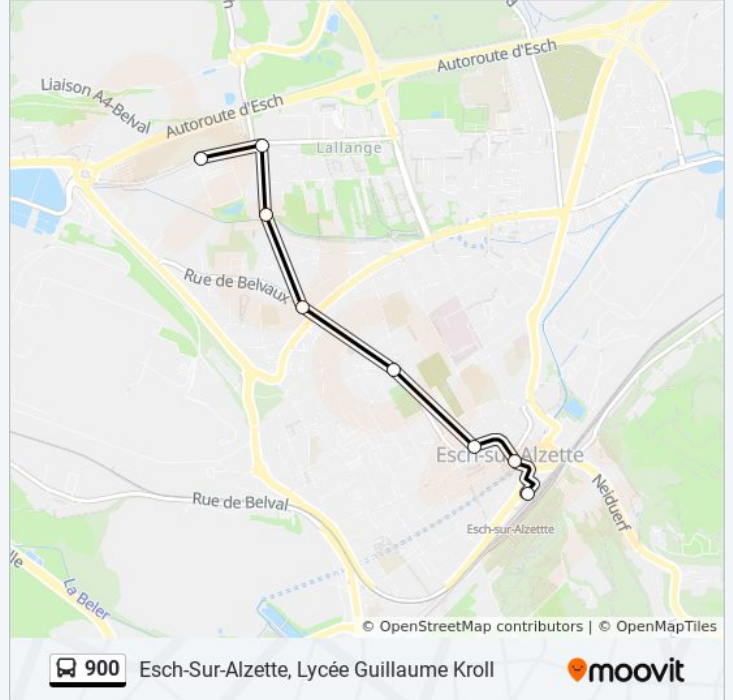 h
Autoroute d'Esch
Liaison A4-Belval
Autoroute d'Esch
Lallange
Rue de Belvaux
Esch-sur-Alzette
Rue de Belval
Neiduerf
Esch-sur-Alzettte
lle
La Beler
© OpenStreetMap contributors | © OpenMapTiles
900 Esch-Sur-Alzette, Lycée Guillaume Kroll moovit